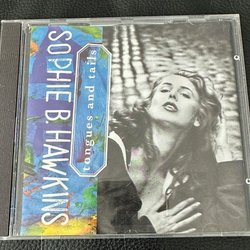 SOPHIE B HAWKINS
tongues and tails